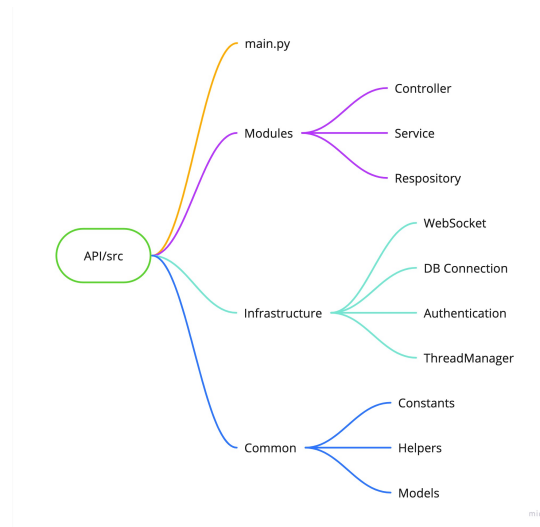 main.py
Controller
Modules
Service
Respository
WebSocket
API/src
DB Connection
Infrastructure
Authentication
ThreadManager
Constants
Common
Helpers
Models